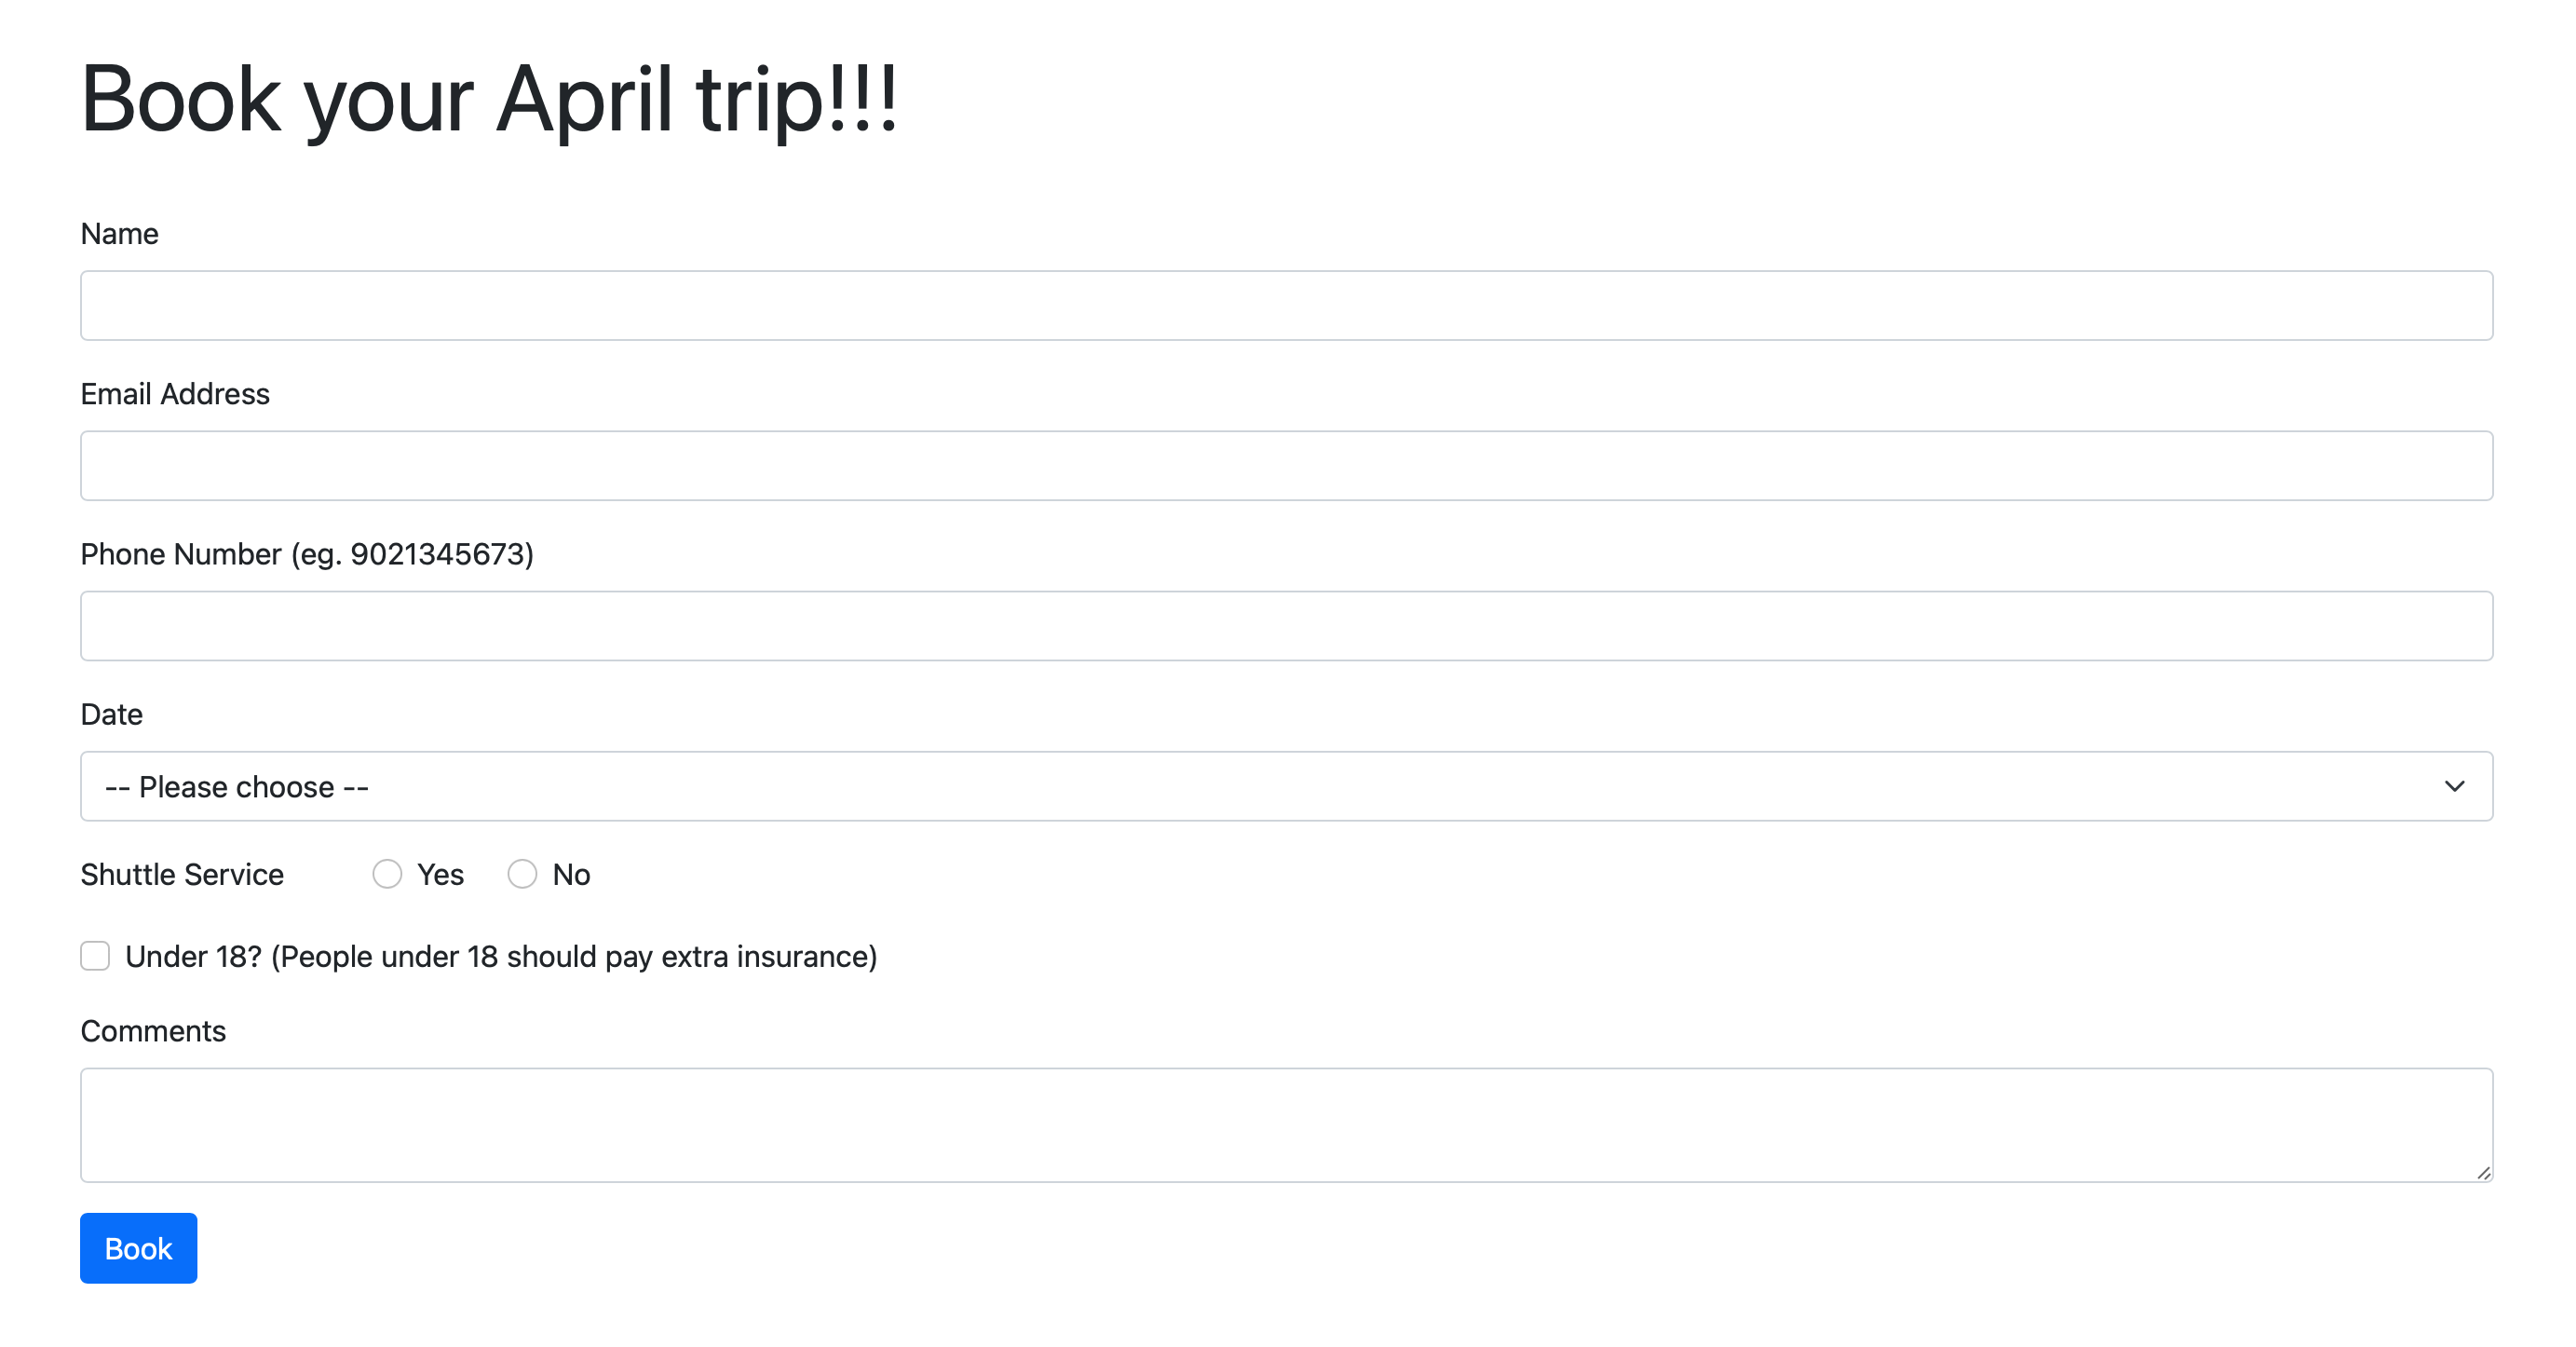 Book your April trip!!!
Name
Email Address
Phone Number (eg. 9021345673)
Date
-- Please choose --
Shuttle Service Yes No
Under 18? (People under 18 should pay extra insurance)
Comments
Book